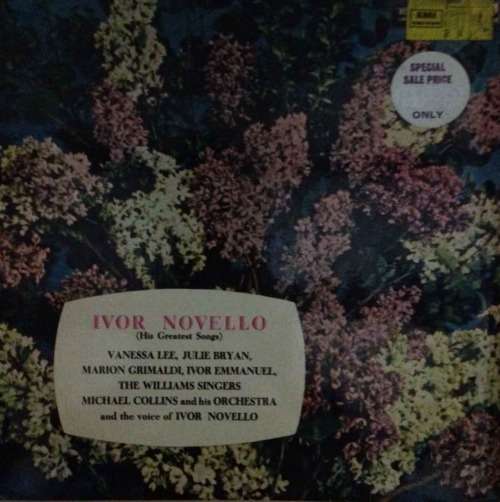 EMI
SPECIAL
SALE PRICE
ONLY
IVOR NOVELLO
(His Greatest Songs)
VANESSA LEE, JULIE BRYAN,
MARION GRIMALDI, IVOR EMMANUEL,
THE WILLIAMS SINGERS
MICHAEL COLLINS and his ORCHESTRA
and the voice of IVOR NOVELLO